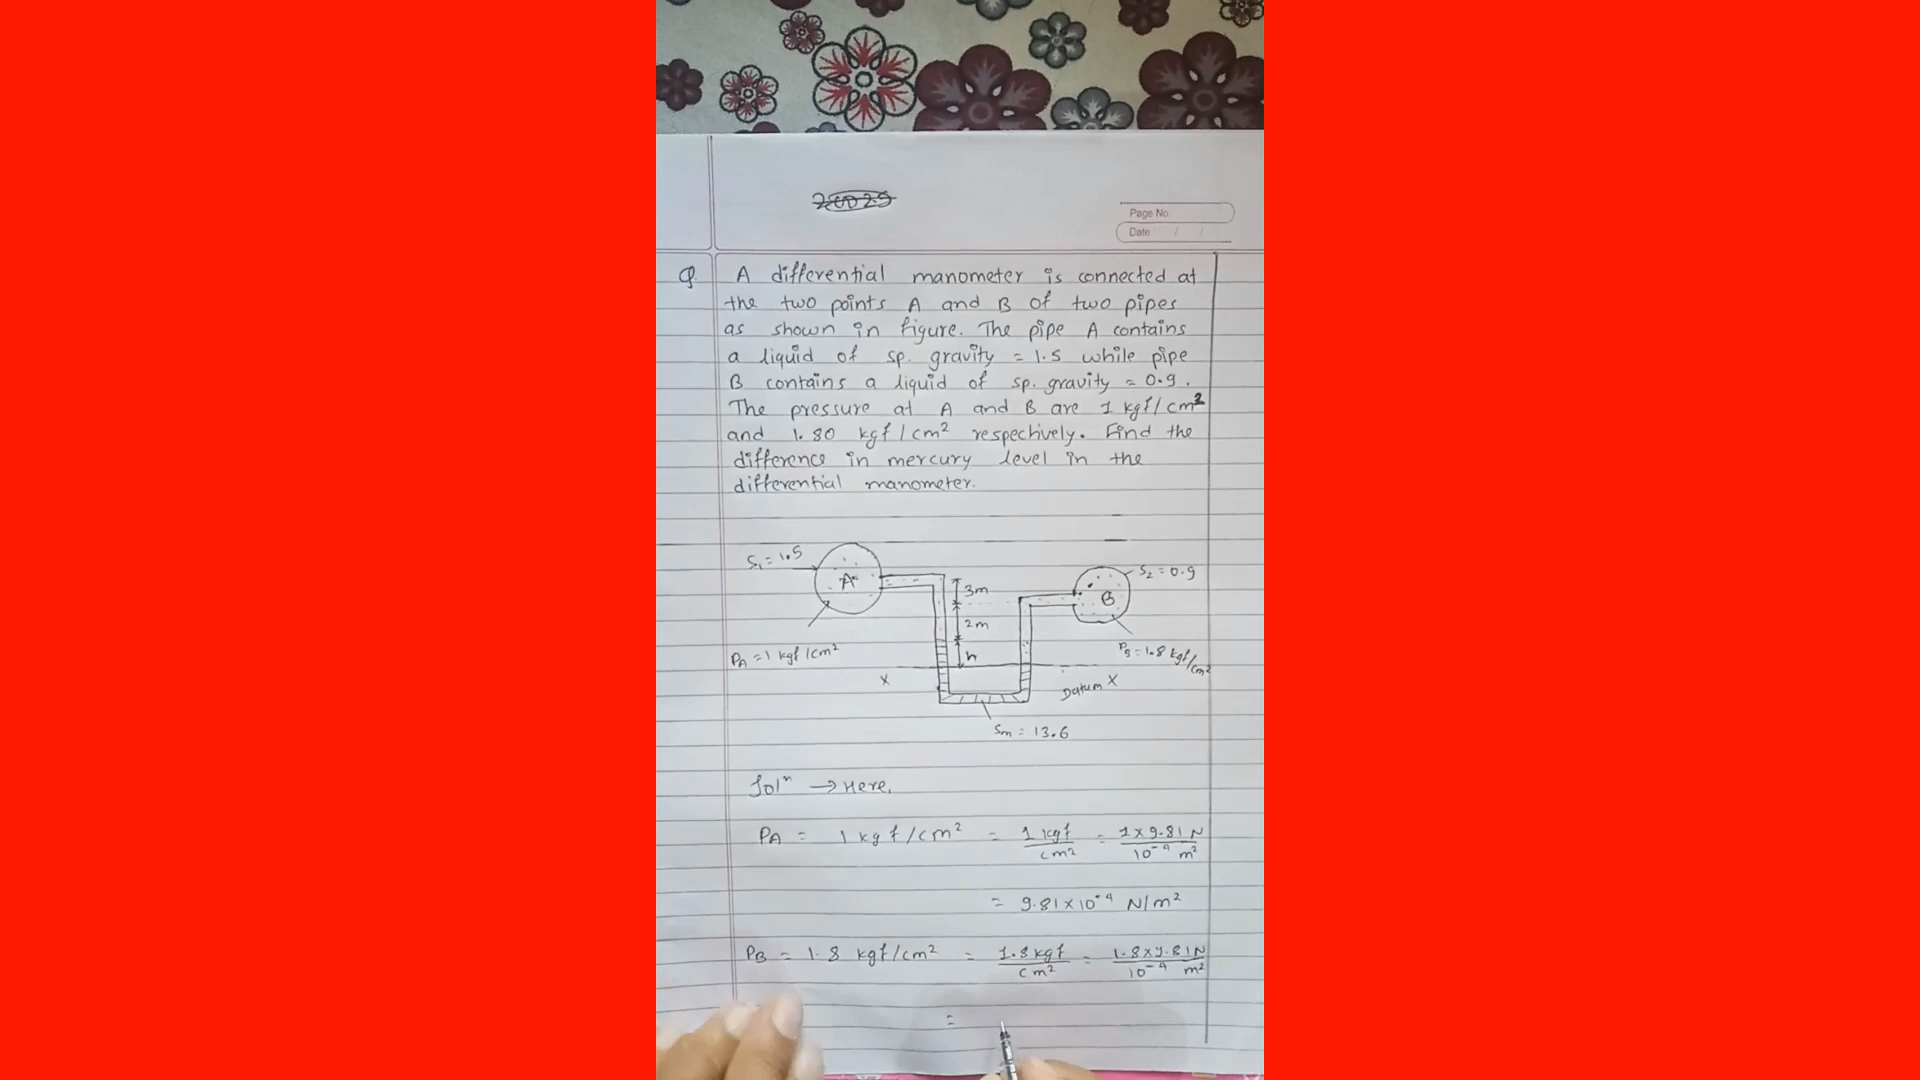 Page No.
Date / /
Q. A differential manometer is connected at
the two points A and B of two pipes
as shown in figure. The pipe A contains
a liquid of sp. gravity = 1.5 while pipe
B contains a liquid of sp. gravity = 0.9.
The pressure at A and B are 1 kgf/cm²
and 1.80 kgf/cm² respectively. Find the
difference in mercury level in the
differential manometer.
S₁ = 1.5
A
3m
2m
h
B
S₂ = 0.9
PA = 1 kgf/cm²
PB = 1.8 kgf/cm²
X
Datum X
Sm = 13.6
Solⁿ → Here,
PA = 1 kgf/cm² = 1 kgf/cm² = 1 x 9.81 N/10⁻⁴ m²
= 9.81 x 10⁻⁴ N/m²
PB = 1.8 kgf/cm² = 1.8 kgf/cm² = 1.8 x 9.81 N/10⁻⁴ m²
=